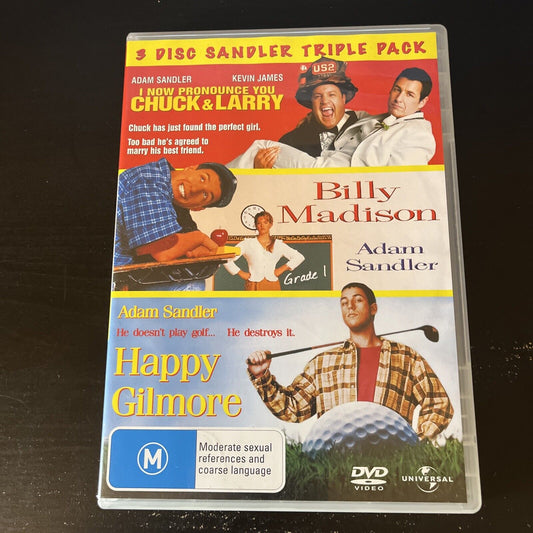 3 DISC SANDLER TRIPLE PACK
ADAM SANDLER KEVIN JAMES
I NOW PRONOUNCE YOU
CHUCK & LARRY
Chuck has just found the perfect girl.
Too bad he's agreed to
marry his best friend.
US2
Billy
Madison
Adam
Sandler
Grade 1
Adam Sandler
He doesn't play golf... He destroys it.
Happy
Gilmore
M
Moderate sexual
references and
coarse language
DVD
VIDEO
UNIVERSAL